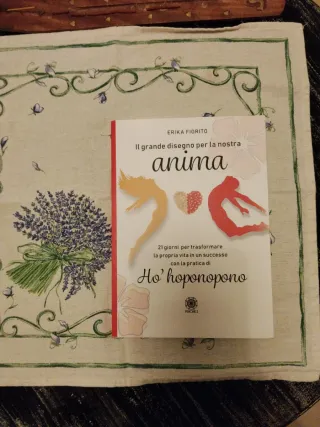 ERIKA FIORITO
Il grande disegno per la nostra
anima
21 giorni per trasformare
la propria vita in un successo
con la pratica di
Ho' hoponopono